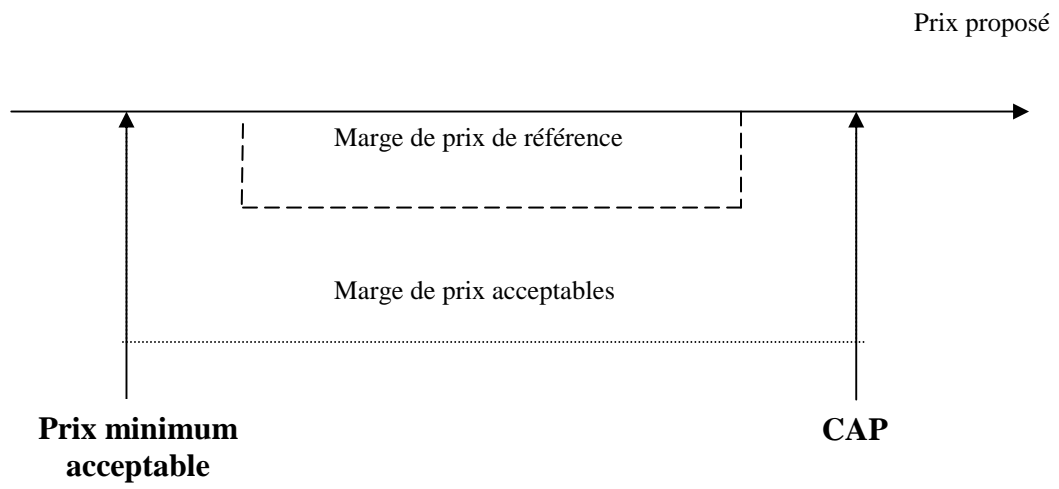 Prix proposé
Marge de prix de référence
Marge de prix acceptables
Prix minimum
acceptable
CAP